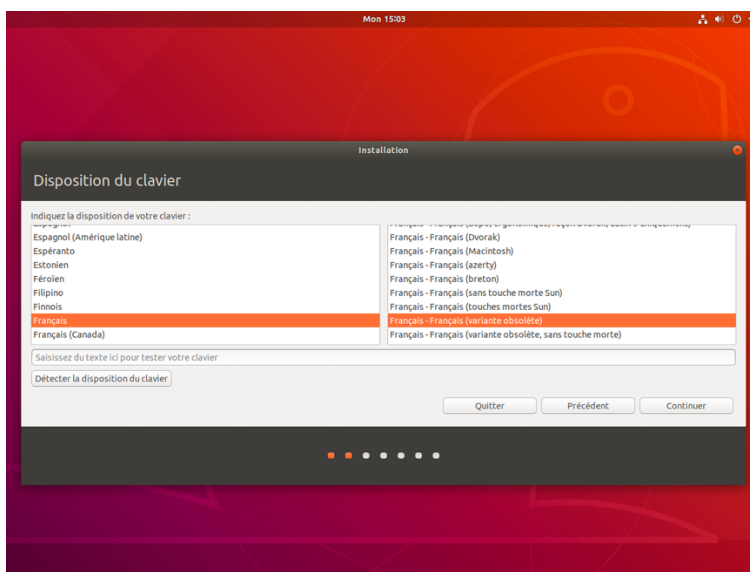 Mon 15:03
Installation
Disposition du clavier
Indiquez la disposition de votre clavier :
Espagnol
Espagnol (Amérique latine)
Espéranto
Estonien
Féroïen
Filipino
Finnois
Français
Français (Canada)
Français - Français (Dvorak)
Français - Français (Macintosh)
Français - Français (azerty)
Français - Français (breton)
Français - Français (sans touche morte Sun)
Français - Français (touches mortes Sun)
Français - Français (variante obsolète)
Français - Français (variante obsolète, sans touche morte)
Saisissez du texte ici pour tester votre clavier
Détecter la disposition du clavier
Quitter
Précédent
Continuer